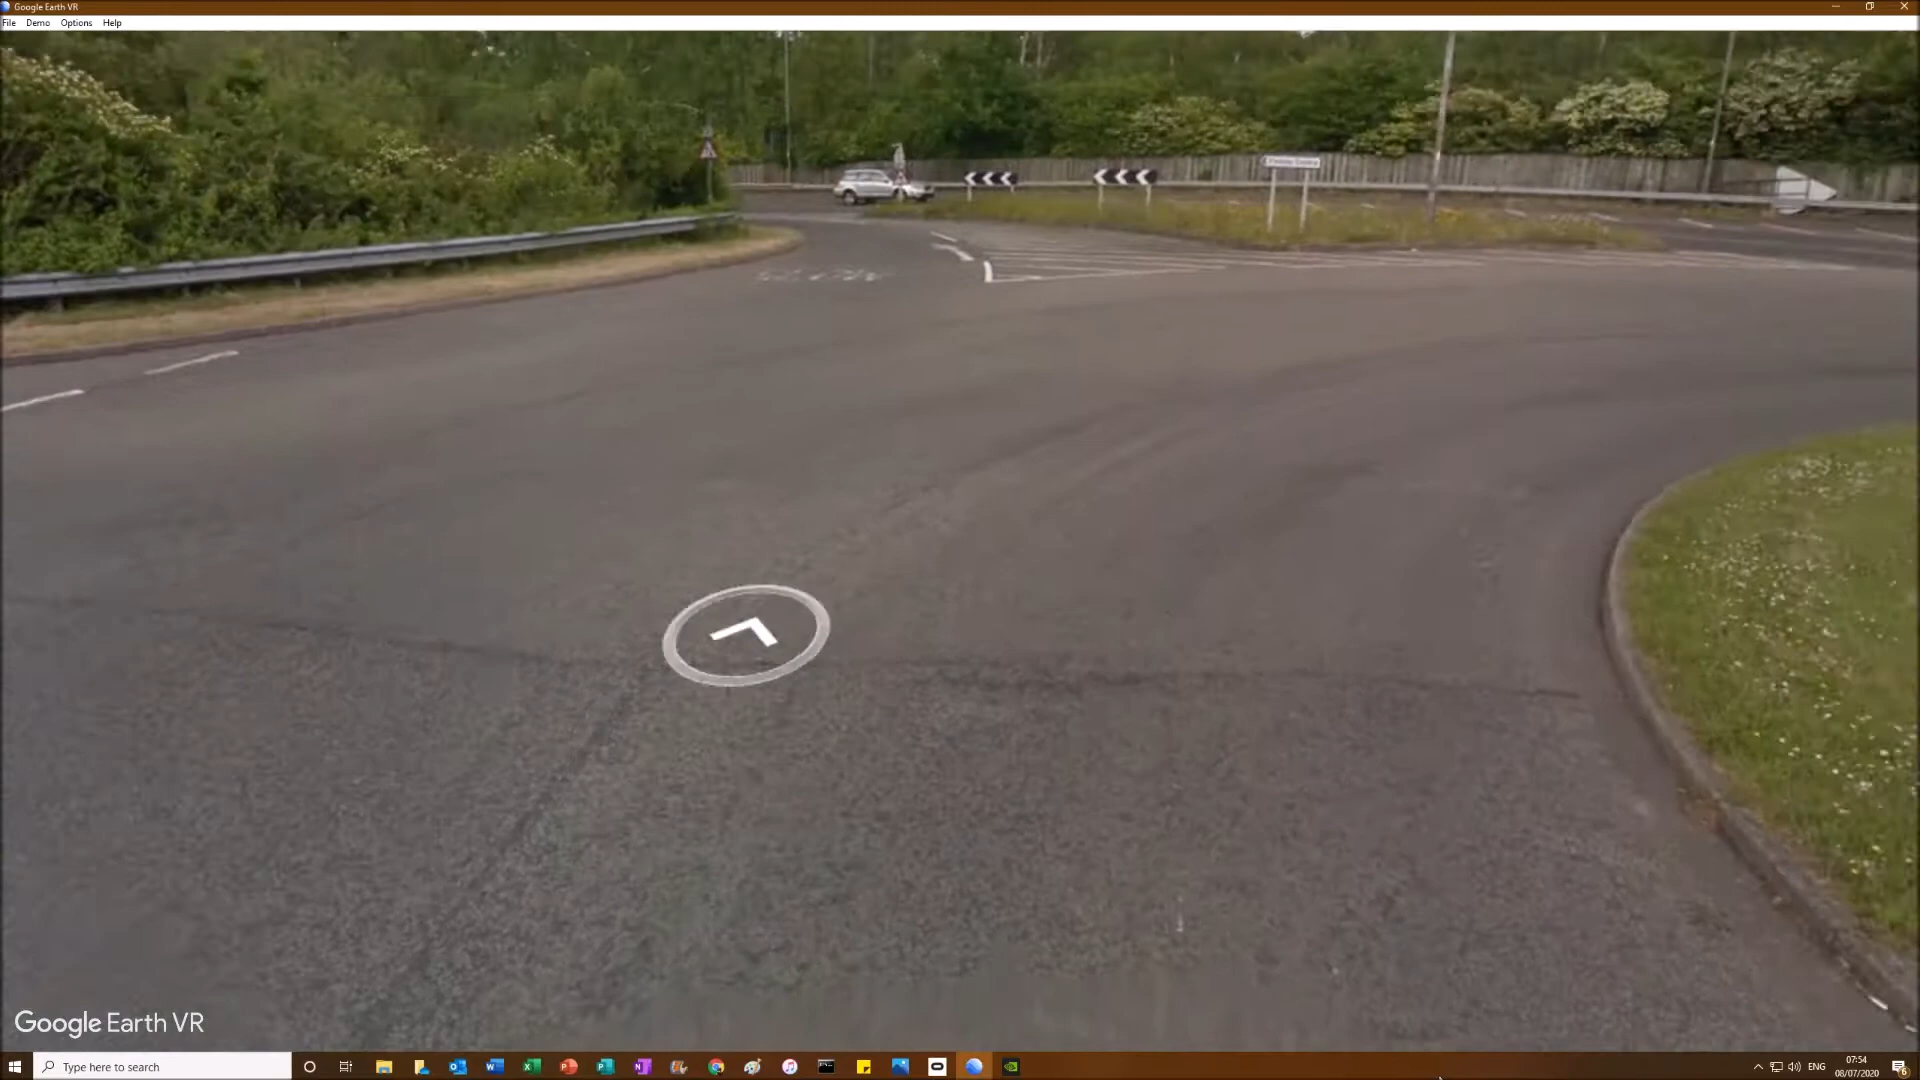 Google Earth VR
File Demo Options Help
Google Earth VR
Type here to search
ENG
07:54
08/07/2020
6